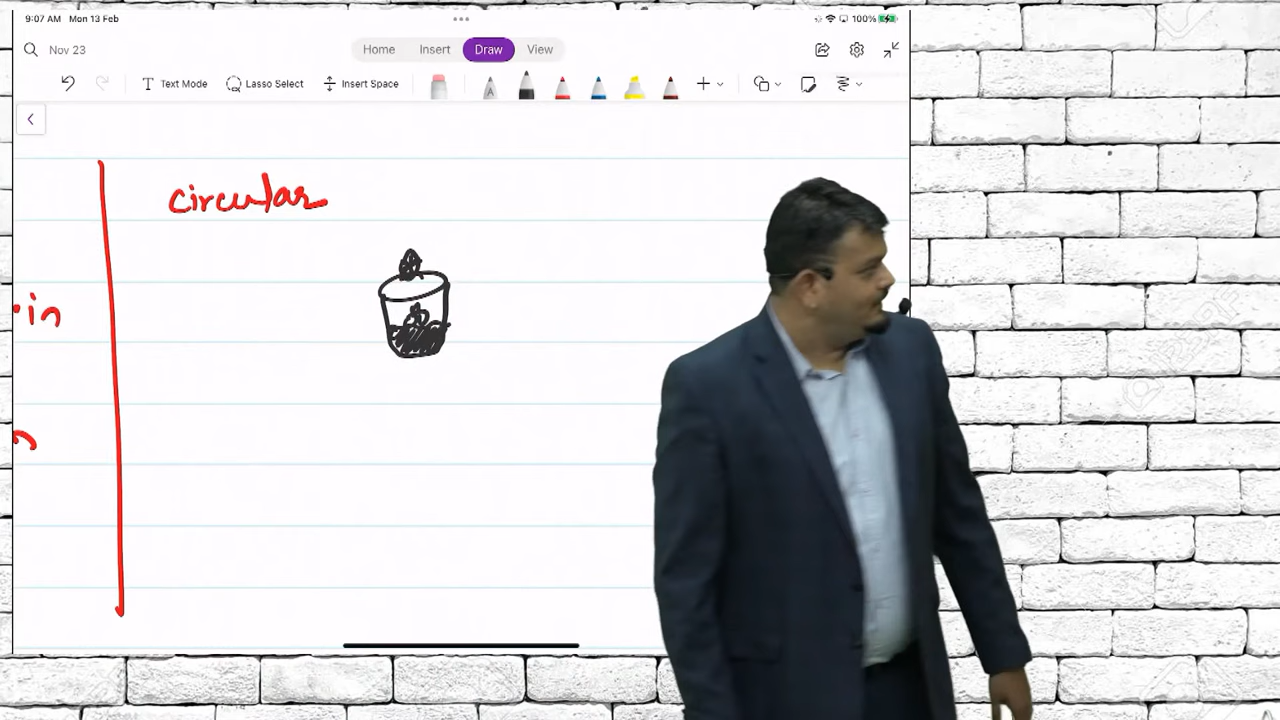 9:07 AM Mon 13 Feb
100%
Nov 23
Home Insert Draw View
Text Mode Lasso Select Insert Space
circular
in
n